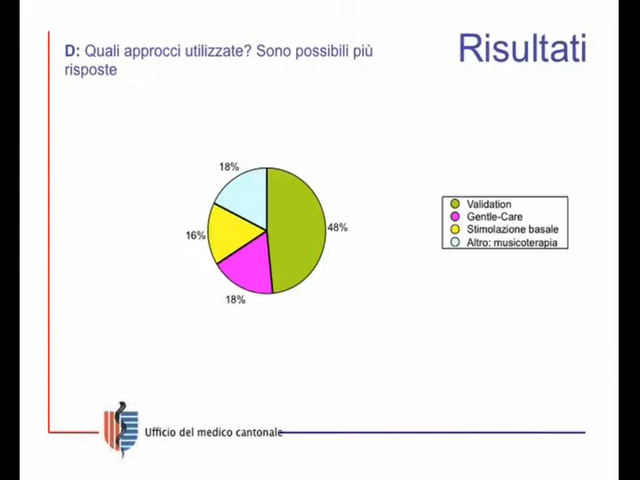 Risultati
D: Quali approcci utilizzate? Sono possibili più
risposte
18%
48%
16%
18%
Validation
Gentle-Care
Stimolazione basale
Altro: musicoterapia
Ufficio del medico cantonale